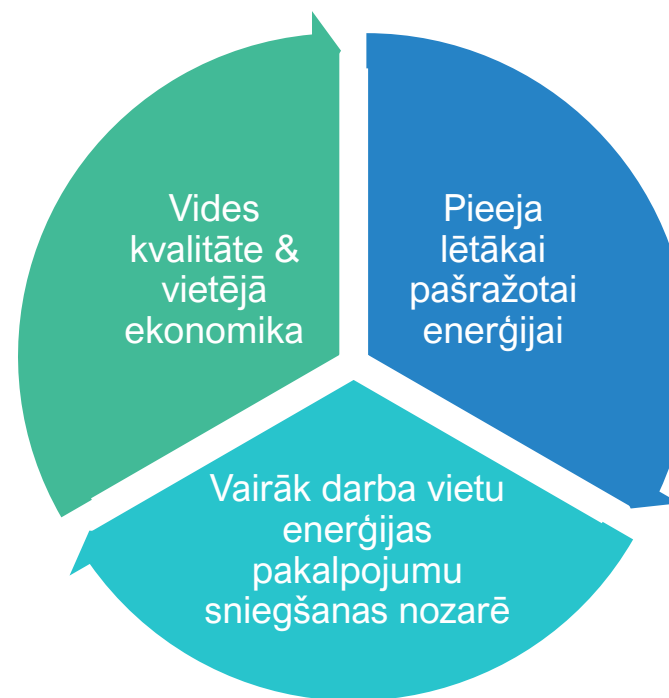 Vides
kvalitāte &
vietējā
ekonomika
Pieeja
lētākai
pašražotai
enerģijai
Vairāk darba vietu
enerģijas
pakalpojumu
sniegšanas nozarē